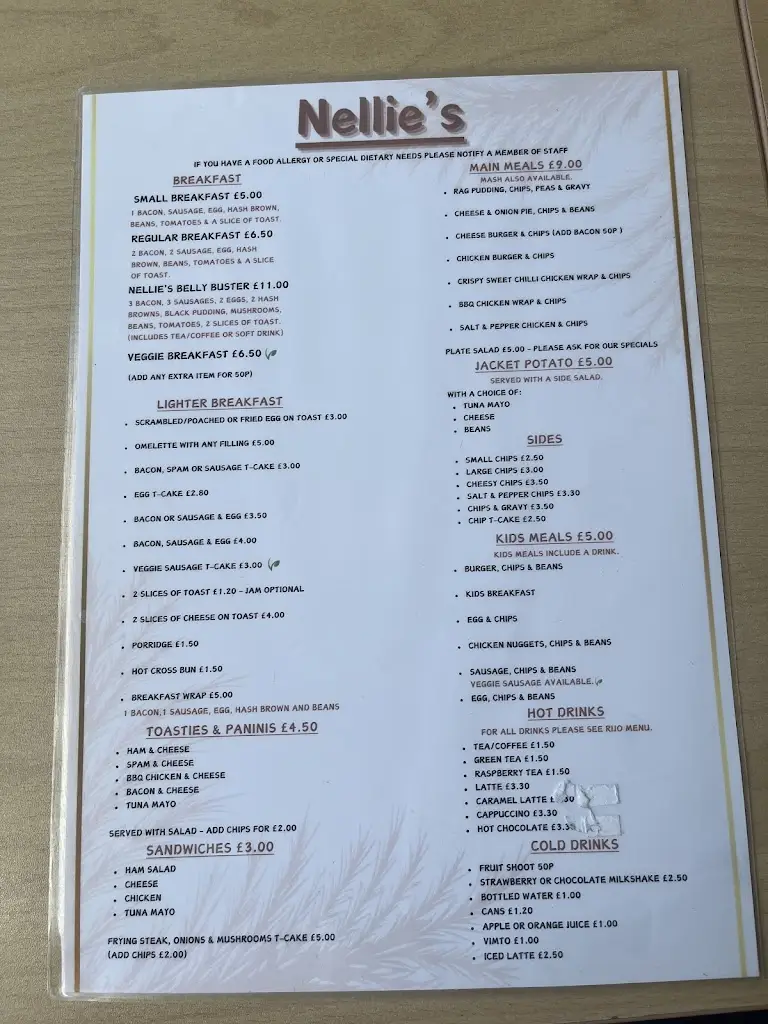 Nellie's
IF YOU HAVE A FOOD ALLERGY OR SPECIAL DIETARY NEEDS PLEASE NOTIFY A MEMBER OF STAFF
BREAKFAST
SMALL BREAKFAST £5.00
1 BACON, SAUSAGE, EGG, HASH BROWN,
BEANS, TOMATOES & A SLICE OF TOAST.
REGULAR BREAKFAST £6.50
2 BACON, 2 SAUSAGE, EGG, HASH
BROWN, BEANS, TOMATOES & A SLICE
OF TOAST.
NELLIE'S BELLY BUSTER £11.00
3 BACON, 3 SAUSAGES, 2 EGGS, 2 HASH
BROWNS, BLACK PUDDING, MUSHROOMS,
BEANS, TOMATOES, 2 SLICES OF TOAST.
(INCLUDES TEA/COFFEE OR SOFT DRINK)
VEGGIE BREAKFAST £6.50
(ADD ANY EXTRA ITEM FOR 50P)
LIGHTER BREAKFAST
• SCRAMBLED/POACHED OR FRIED EGG ON TOAST £3.00
• OMELETTE WITH ANY FILLING £5.00
• BACON, SPAM OR SAUSAGE T-CAKE £3.00
• EGG T-CAKE £2.80
• BACON OR SAUSAGE & EGG £3.50
• BACON, SAUSAGE & EGG £4.00
• VEGGIE SAUSAGE T-CAKE £3.00
• 2 SLICES OF TOAST £1.20 - JAM OPTIONAL
• 2 SLICES OF CHEESE ON TOAST £4.00
• PORRIDGE £1.50
• HOT CROSS BUN £1.50
• BREAKFAST WRAP £5.00
1 BACON,1 SAUSAGE, EGG, HASH BROWN AND BEANS
TOASTIES & PANINIS £4.50
• HAM & CHEESE
• SPAM & CHEESE
• BBQ CHICKEN & CHEESE
• BACON & CHEESE
• TUNA MAYO
SERVED WITH SALAD - ADD CHIPS FOR £2.00
SANDWICHES £3.00
• HAM SALAD
• CHEESE
• CHICKEN
• TUNA MAYO
FRYING STEAK, ONIONS & MUSHROOMS T-CAKE £5.00
(ADD CHIPS £2.00)
MAIN MEALS £9.00
MASH ALSO AVAILABLE.
• RAG PUDDING, CHIPS, PEAS & GRAVY
• CHEESE & ONION PIE, CHIPS & BEANS
• CHEESE BURGER & CHIPS (ADD BACON 50P )
• CHICKEN BURGER & CHIPS
• CRISPY SWEET CHILLI CHICKEN WRAP & CHIPS
• BBQ CHICKEN WRAP & CHIPS
• SALT & PEPPER CHICKEN & CHIPS
PLATE SALAD £5.00 - PLEASE ASK FOR OUR SPECIALS
JACKET POTATO £5.00
SERVED WITH A SIDE SALAD.
WITH A CHOICE OF:
• TUNA MAYO
• CHEESE
• BEANS
SIDES
• SMALL CHIPS £2.50
• LARGE CHIPS £3.00
• CHEESY CHIPS £3.50
• SALT & PEPPER CHIPS £3.30
• CHIPS & GRAVY £3.50
• CHIP T-CAKE £2.50
KIDS MEALS £5.00
KIDS MEALS INCLUDE A DRINK.
• BURGER, CHIPS & BEANS
• KIDS BREAKFAST
• EGG & CHIPS
• CHICKEN NUGGETS, CHIPS & BEANS
• SAUSAGE, CHIPS & BEANS
VEGGIE SAUSAGE AVAILABLE.
• EGG, CHIPS & BEANS
HOT DRINKS
FOR ALL DRINKS PLEASE SEE RIJO MENU.
• TEA/COFFEE £1.50
• GREEN TEA £1.50
• RASPBERRY TEA £1.50
• LATTE £3.30
• CARAMEL LATTE
• CAPPUCCINO £3.30
• HOT CHOCOLATE
COLD DRINKS
• FRUIT SHOOT 50P
• STRAWBERRY OR CHOCOLATE MILKSHAKE £2.50
• BOTTLED WATER £1.00
• CANS £1.20
• APPLE OR ORANGE JUICE £1.00
• VIMTO £1.00
• ICED LATTE £2.50